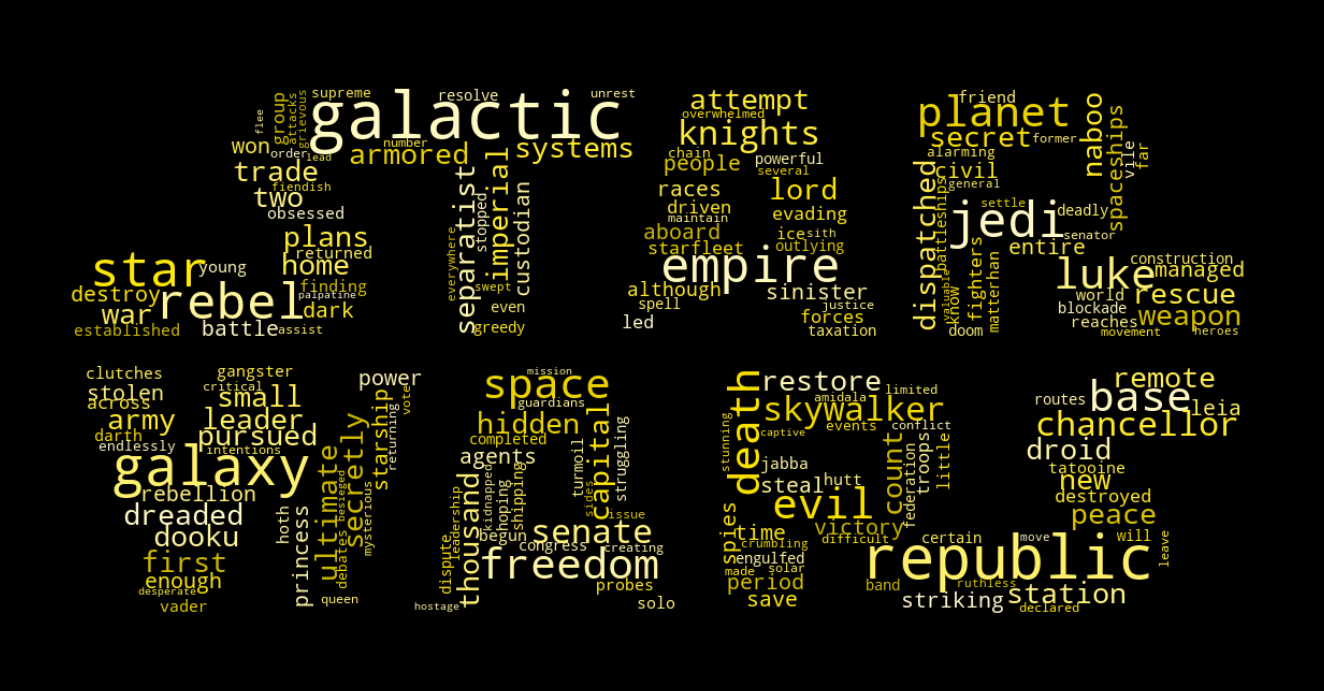 supreme resolve unrest
galactic
flee group attacks grievous number
won order lead armored systems
trade fiendish
two obsessed
plans returned
star young home finding
destroy rebel palpatine dark
war battle assist
established
everywhere separatist stopped imperial swept custodian
even greedy
attempt overwhelmed
knights
chain people powerful several
races lord
driven evading
maintain aboard ice sith
starfleet outlying
empire
although sinister
spell justice
led forces
taxation
planet friend
secret former
alarming civil
general
dispatched battleships valuable
naboo spaceships vile far
jedi settle deadly
senator
entire
know fighters matterhan doom
luke construction managed
world rescue
blockade weapon
reaches movement heroes
clutches gangster power
stolen critical small
across army leader
darth pursued
endlessly intentions
galaxy
rebellion
dreaded
dooku
first
enough
desperate
vader
hoth princess ultimate debates besieged secretly mysterious starship returning vote
queen
mission
space
guardians
hidden
completed
agents
capital turmoil sides struggling
kidnapped hoping shipping
thousand leadership dispute
begun senate issue
congress creating
freedom
probes
hostage solo
death restore limited
amidala
skywalker
stunning captive events conflict
jabba
steal hutt
count federation troops little
evil
spies time victory
crumbling difficult
engulfed
made solar
period band
save
remote
routes base leia
chancellor
droid
tatooine
new
destroyed
peace
certain move will leave
republic
ruthless
striking station
declared